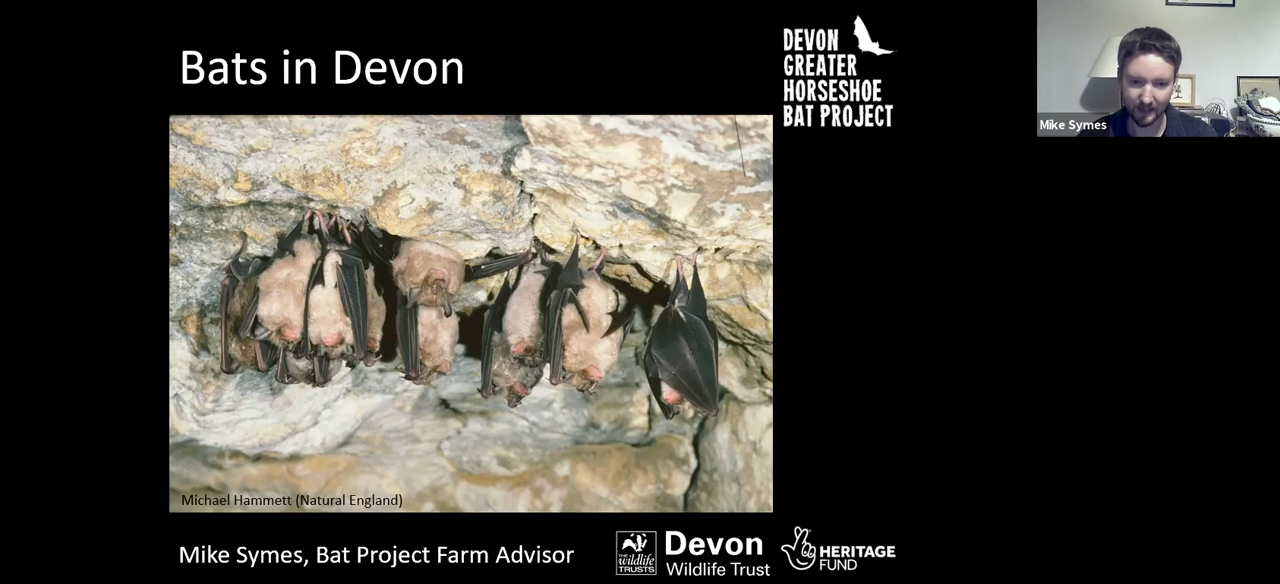 Bats in Devon
DEVON
GREATER
HORSESHOE
BAT PROJECT
Mike Symes
Michael Hammett (Natural England)
Mike Symes, Bat Project Farm Advisor
THE
wildlife
TRUSTS
Devon
Wildlife Trust
HERITAGE
FUND